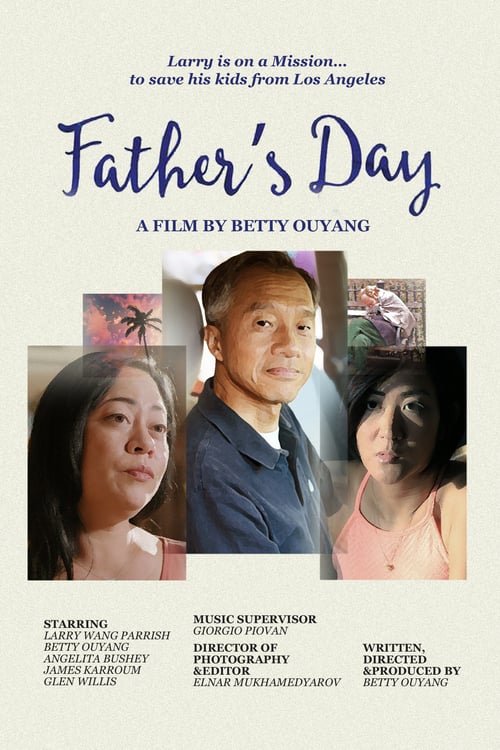 Larry is on a Mission...
to save his kids from Los Angeles
Father's Day
A FILM BY BETTY OUYANG
STARRING
LARRY WANG PARRISH
BETTY OUYANG
ANGELITA BUSHEY
JAMES KARROUM
GLEN WILLIS
MUSIC SUPERVISOR
GIORGIO PIOVAN
DIRECTOR OF
PHOTOGRAPHY
&EDITOR
ELNAR MUKHAMEDYAROV
WRITTEN,
DIRECTED
&PRODUCED BY
BETTY OUYANG